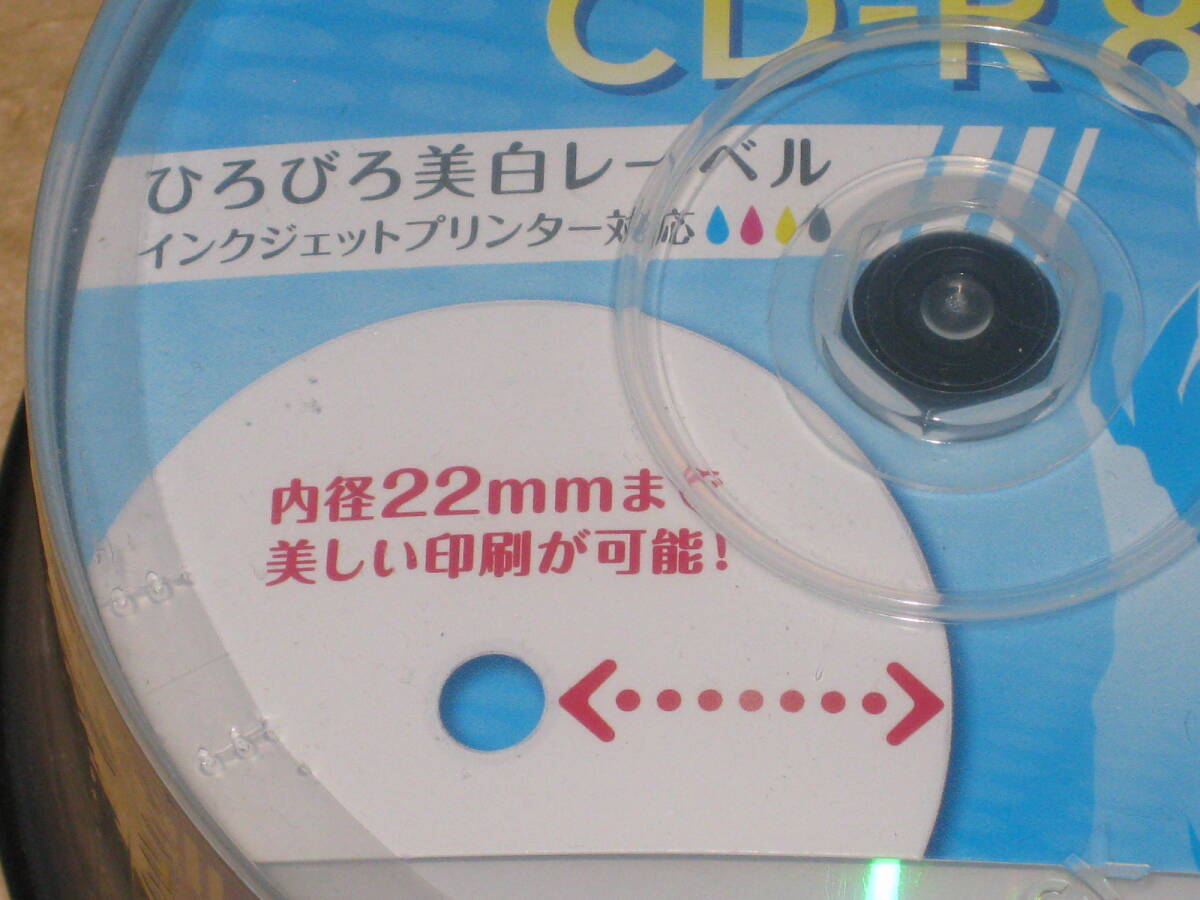 CD-R 8
ひろびろ美白レーベル
インクジェットプリンター対応
内径22mmまで
美しい印刷が可能!